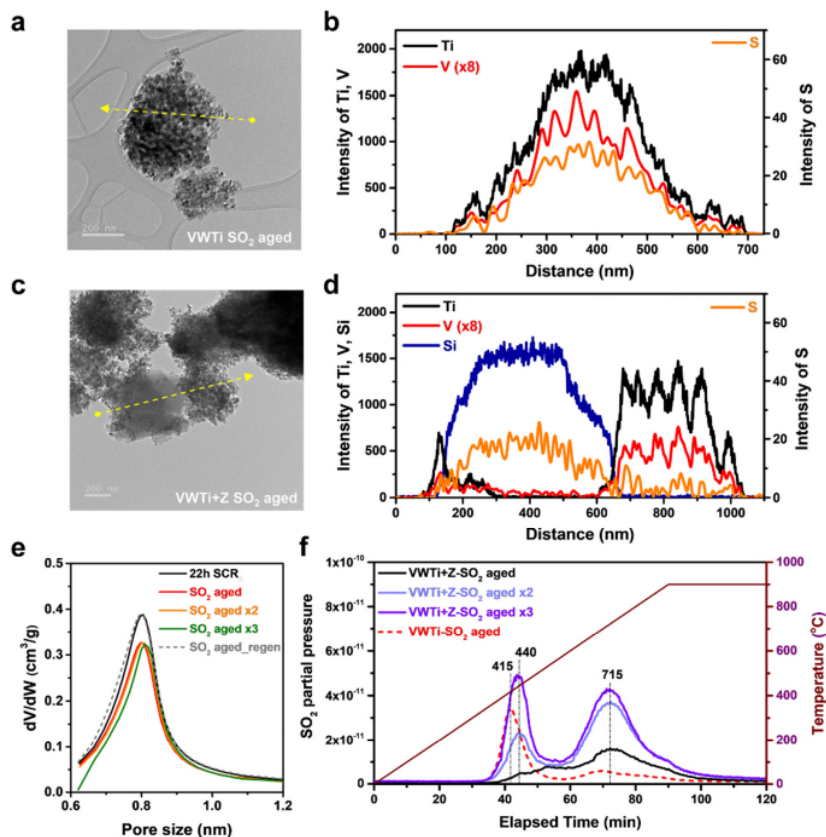 a
VWTi SO₂ aged
200 nm
b
Ti
V (x8)
S
Intensity of Ti, V
2000
1500
1000
500
0
60
40
20
0
Intensity of S
0 100 200 300 400 500 600 700
Distance (nm)
c
VWTi+Z SO₂ aged
200 nm
d
Ti
V (x8)
Si
S
Intensity of Ti, V, Si
2000
1500
1000
500
0
60
40
20
0
Intensity of S
0 200 400 600 800 1000
Distance (nm)
e
22h SCR
SO₂ aged
SO₂ aged x2
SO₂ aged x3
SO₂ aged_regen
dV/dW (cm³/g)
0.5
0.4
0.3
0.2
0.1
0.0
0.6 0.8 1.0 1.2
Pore size (nm)
f
VWTi+Z-SO₂ aged
VWTi+Z-SO₂ aged x2
VWTi+Z-SO₂ aged x3
VWTi-SO₂ aged
SO₂ partial pressure
1x10⁻¹⁰
8x10⁻¹¹
6x10⁻¹¹
4x10⁻¹¹
2x10⁻¹¹
0
415
440
715
1000
900
800
700
600
500
400
300
200
100
0
Temperature (°C)
0 20 40 60 80 100 120
Elapsed Time (min)